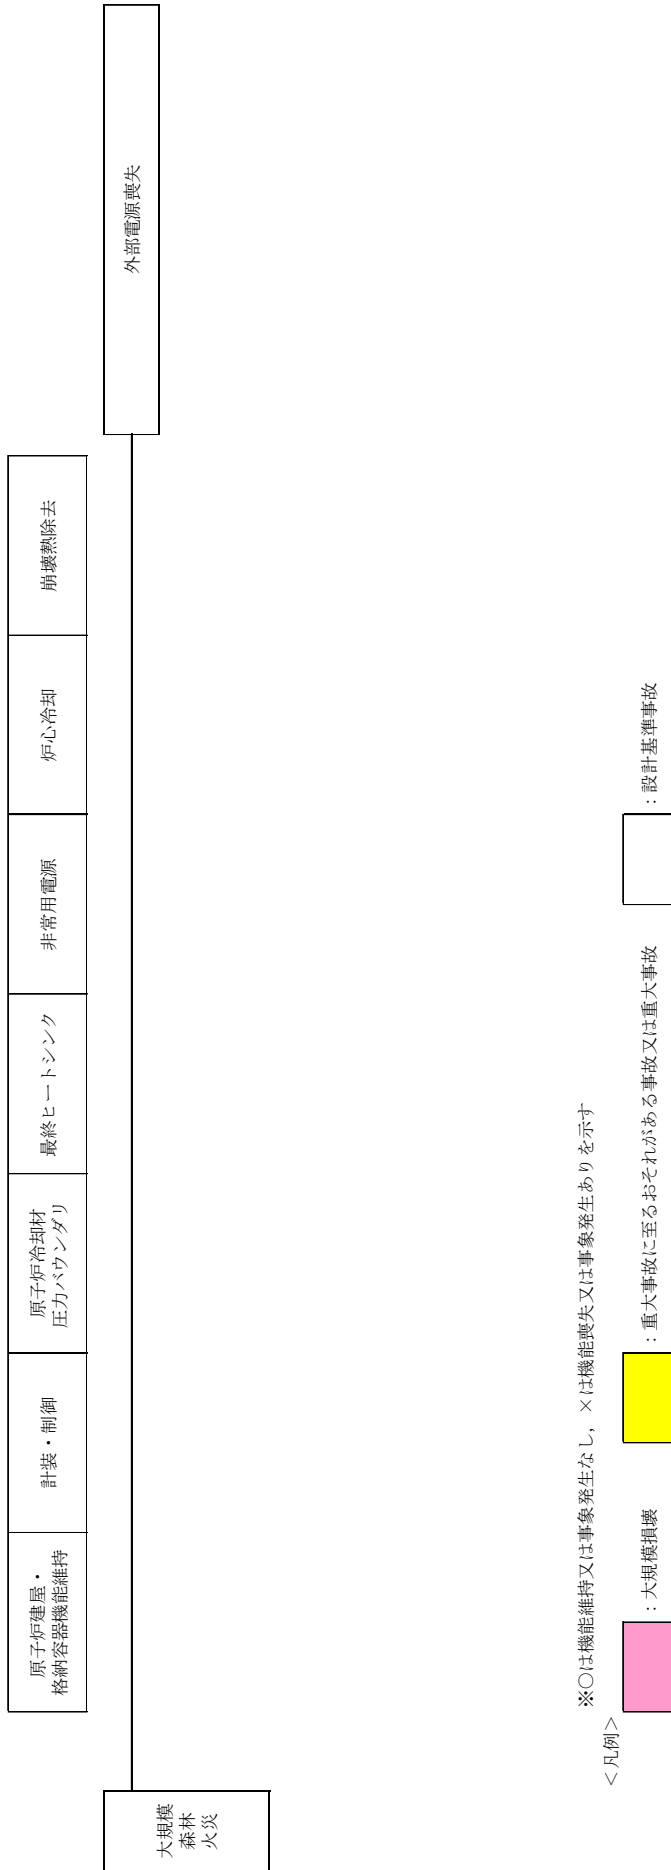 原子炉建屋・
格納容器機能維持
計装・制御
原子炉冷却材
圧力バウンダリ
最終ヒートシンク
非常用電源
炉心冷却
崩壊熱除去
大規模
森林
火災
外部電源喪失
※○は機能維持又は事象発生なし，×は機能喪失又は事象発生ありを示す
＜凡例＞
：大規模損壊
：重大事故に至るおそれがある事故又は重大事故
：設計基準事故